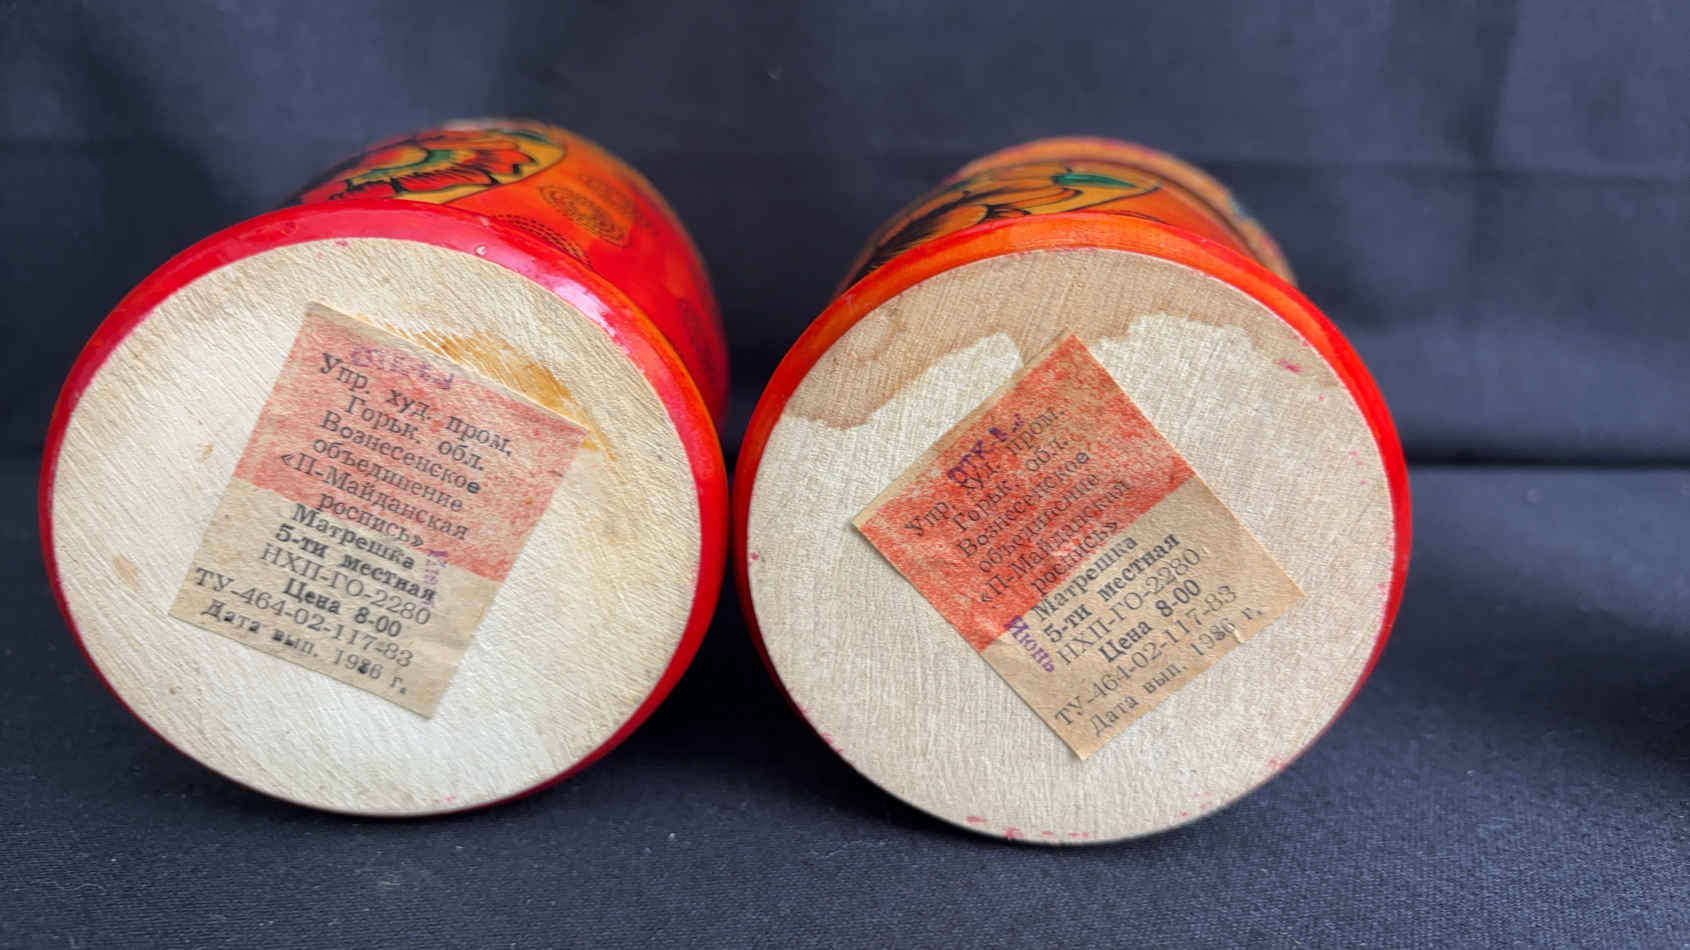 Упр. худ. пром.
Горьк. обл.
Вознесенское
объединение
«П-Майданская
роспись»
Матрешка
5-ти местная
НХП-ГО-2280
Цена 8-00
ТУ-464-02-117-83
Дата вып. 1986 г.
Упр. худ. пром.
Горьк. обл.
Вознесенское
объединение
«П-Майданская
роспись»
Матрешка
5-ти местная
НХП-ГО-2280
Цена 8-00
ТУ-464-02-117-83
Дата вып. 1986 г.
Июнь